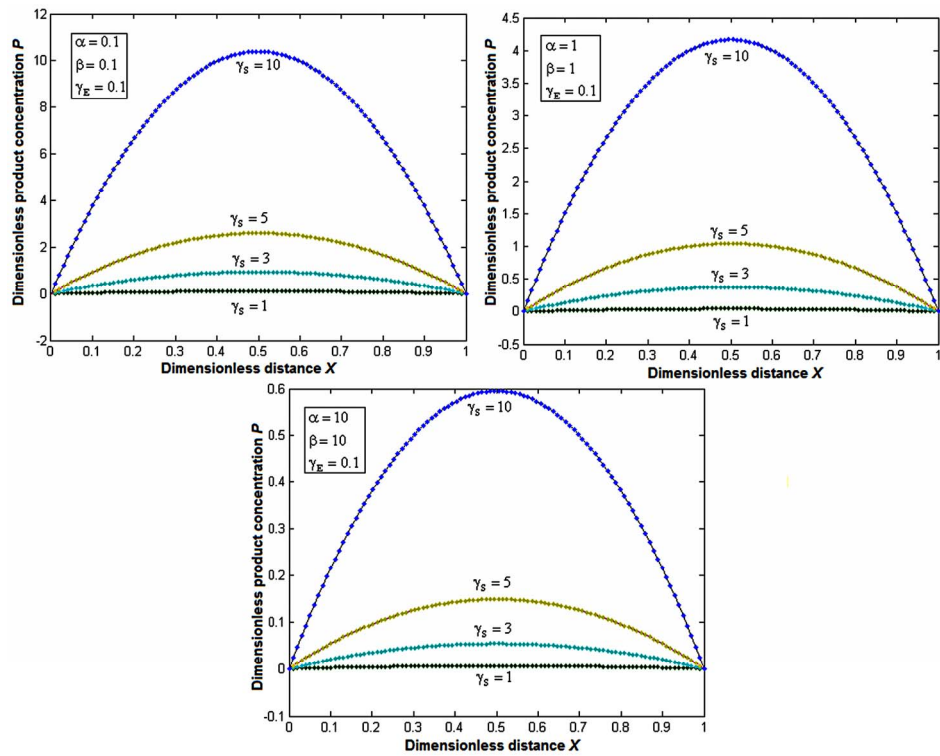 Dimensionless product concentration P
12
10
8
6
4
2
0
-2
α = 0.1
β = 0.1
γE = 0.1
γS = 10
γS = 5
γS = 3
γS = 1
0 0.1 0.2 0.3 0.4 0.5 0.6 0.7 0.8 0.9 1
Dimensionless distance X
Dimensionless product concentration P
4.5
4
3.5
3
2.5
2
1.5
1
0.5
0
-0.5
α = 1
β = 1
γE = 0.1
γS = 10
γS = 5
γS = 3
γS = 1
0 0.1 0.2 0.3 0.4 0.5 0.6 0.7 0.8 0.9 1
Dimensionless distance X
Dimensionless product concentration P
0.6
0.5
0.4
0.3
0.2
0.1
0
-0.1
α = 10
β = 10
γE = 0.1
γS = 10
γS = 5
γS = 3
γS = 1
0 0.1 0.2 0.3 0.4 0.5 0.6 0.7 0.8 0.9 1
Dimensionless distance X